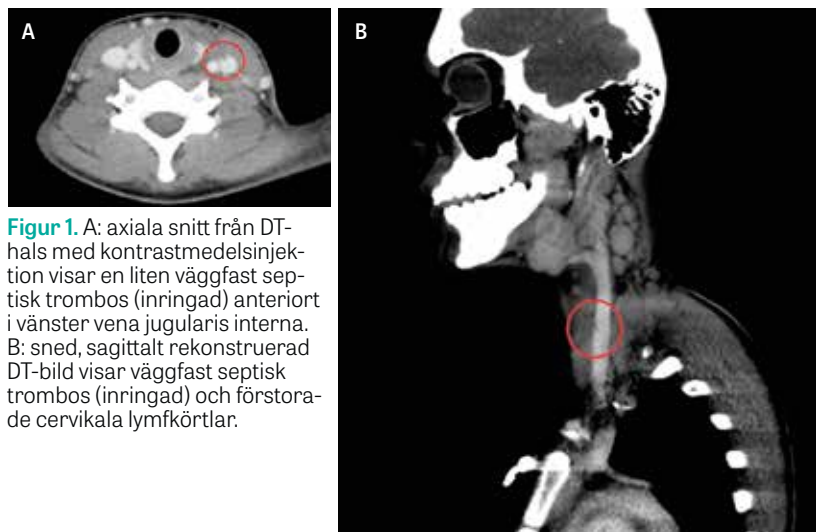 A
B
Figur 1. A: axiala snitt från DT-
hals med kontrastmedelsinjek-
tion visar en liten väggfast sep-
tisk trombos (inringad) anteriort
i vänster vena jugularis interna.
B: sned, sagittalt rekonstruerad
DT-bild visar väggfast septisk
trombos (inringad) och förstora-
de cervikala lymfkörtlar.